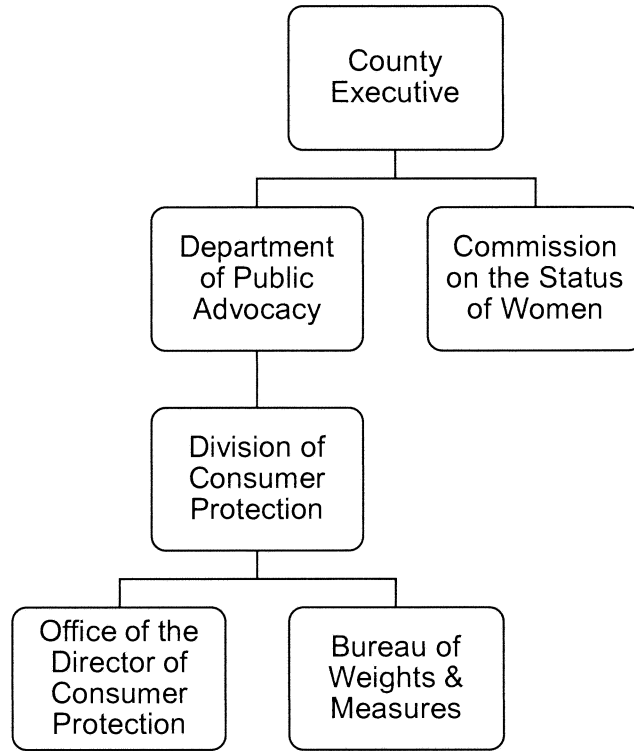 County
Executive
Department
of Public
Advocacy
Commission
on the Status
of Women
Division of
Consumer
Protection
Office of the
Director of
Consumer
Protection
Bureau of
Weights &
Measures